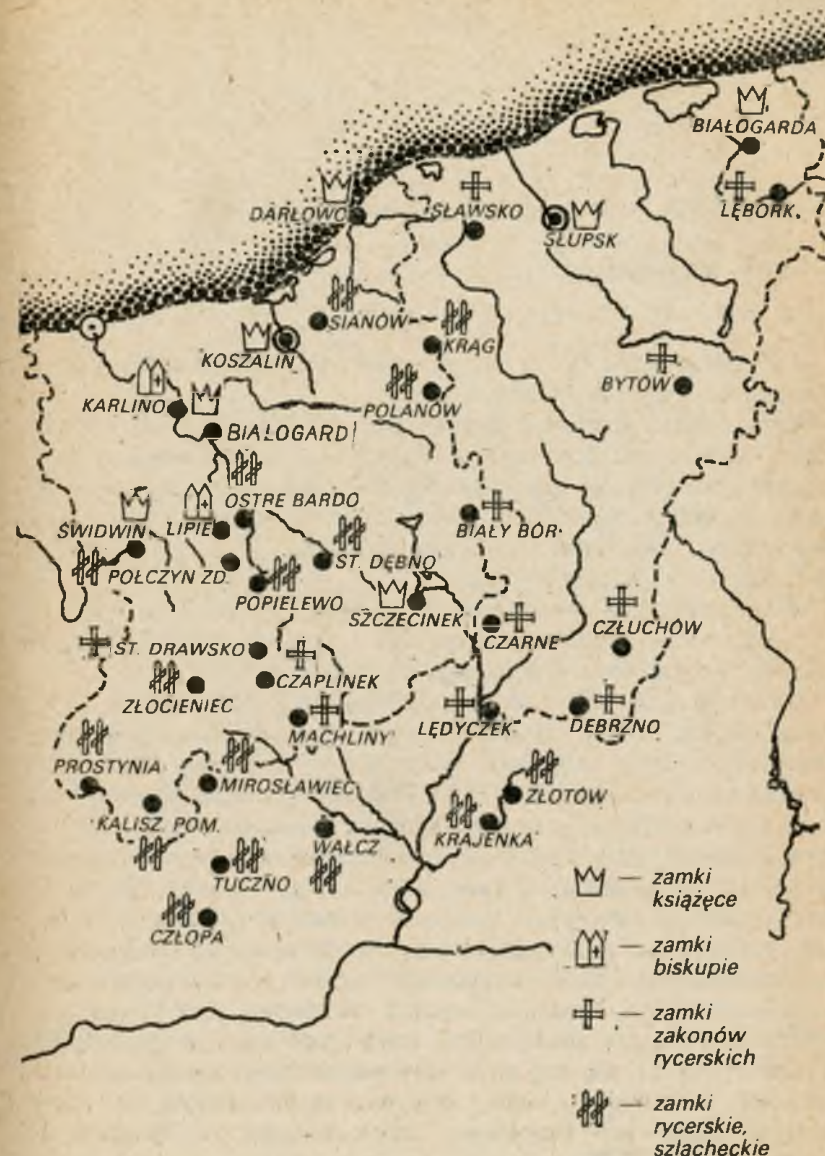 BIAŁOGARDA
LĘBORK.
DARŁOWO
SŁAWSKO
SŁUPSK
SIANÓW
KRĄG
KOSZALIN
BYTÓW
KARLINO
POLANÓW
BIAŁOGARD
OSTRE BARDO
ŚWIDWIN
LIPIE
BIAŁY BÓR
ST. DĘBNO
POŁCZYN ZD.
POPIELEWO
SZCZECINEK
CZŁUCHÓW
CZARNE
ST. DRAWSKO
CZAPLINEK
ZŁOCIENIEC
MACHLINY
LĘDYCZEK
DEBRZNO
PROSTYNIA
MIROSŁAWIEC
ZŁOTÓW
KALISZ POM.
KRAJENKA
WAŁCZ
TUCZNO
CZŁOPA
— zamki
książęce
— zamki
biskupie
— zamki
zakonów
rycerskich
— zamki
rycerskie,
szlacheckie